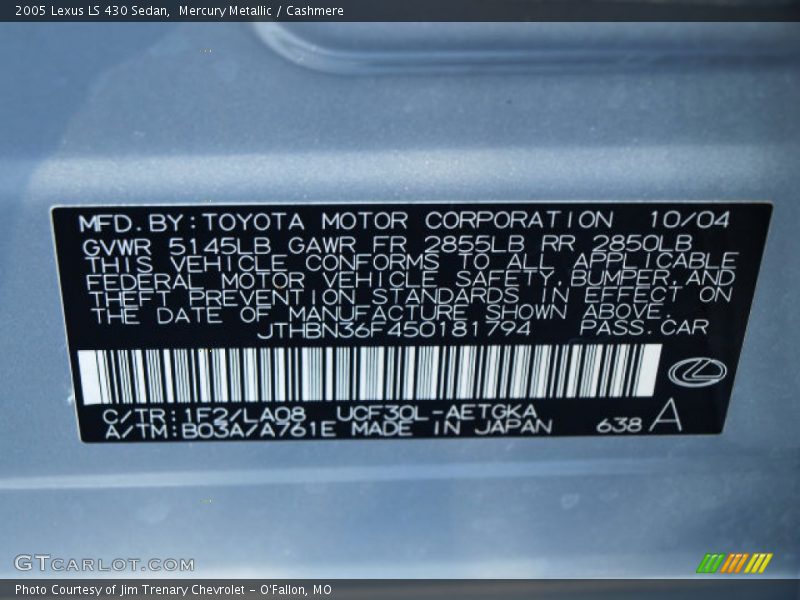 2005 Lexus LS 430 Sedan,  Mercury Metallic / Cashmere
MFD. BY: TOYOTA MOTOR CORPORATION 10/04
GVWR 5145LB GAWR FR 2855LB RR 2850LB
THIS VEHICLE CONFORMS TO ALL APPLICABLE
FEDERAL MOTOR VEHICLE SAFETY, BUMPER, AND
THEFT PREVENTION STANDARDS IN EFFECT ON
THE DATE OF MANUFACTURE SHOWN ABOVE.
JTHBN36F450181794 PASS. CAR
C/TR: 1F2/LA08 UCF30L-AETGKA
A/TM: B03A/A761E MADE IN JAPAN 638 A
GTCARLOT.COM
Photo Courtesy of Jim Trenary Chevrolet - O'Fallon, MO